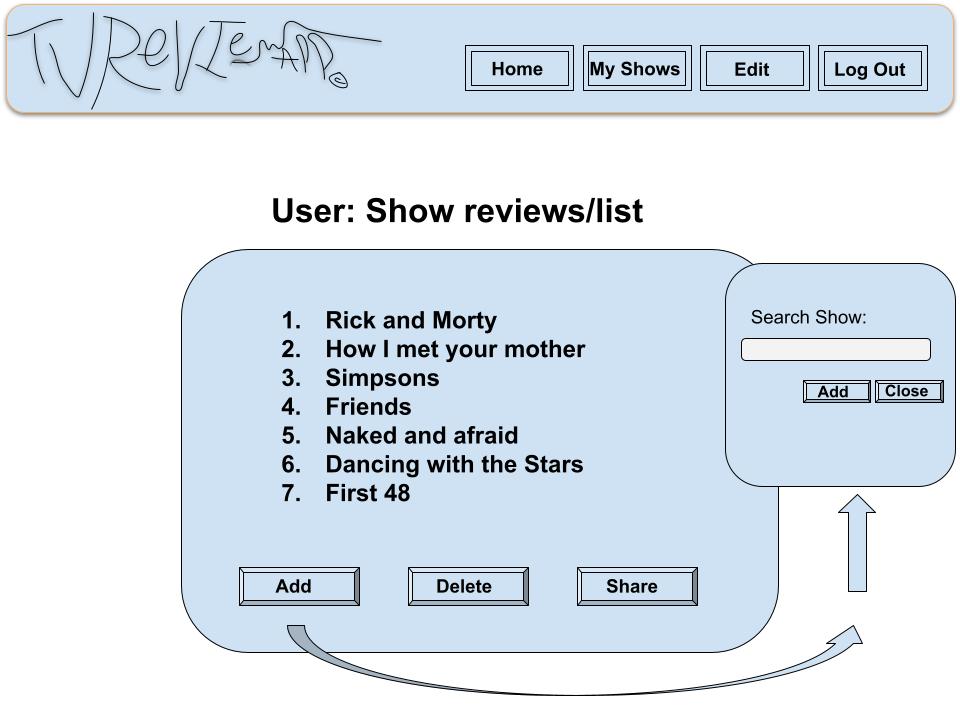 TVReviewApp.
Home
My Shows
Edit
Log Out
User: Show reviews/list
1. Rick and Morty
2. How I met your mother
3. Simpsons
4. Friends
5. Naked and afraid
6. Dancing with the Stars
7. First 48
Search Show:
Add
Close
Add
Delete
Share